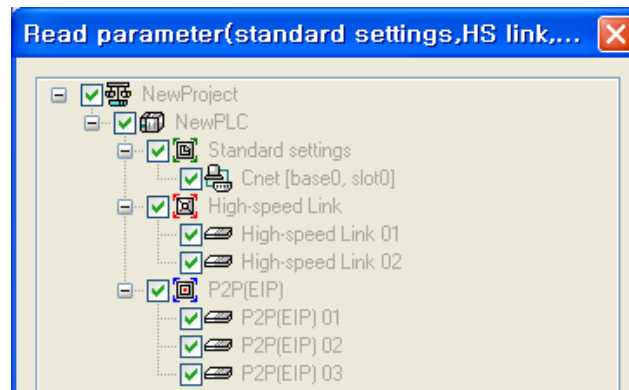 Read parameter(standard settings,HS link,...
NewProject
NewPLC
Standard settings
Cnet [base0, slot0]
High-speed Link
High-speed Link 01
High-speed Link 02
P2P(EIP)
P2P(EIP) 01
P2P(EIP) 02
P2P(EIP) 03